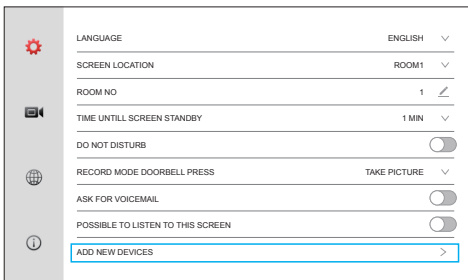 LANGUAGE ENGLISH
SCREEN LOCATION ROOM1
ROOM NO 1
TIME UNTILL SCREEN STANDBY 1 MIN
DO NOT DISTURB
RECORD MODE DOORBELL PRESS TAKE PICTURE
ASK FOR VOICEMAIL
POSSIBLE TO LISTEN TO THIS SCREEN
ADD NEW DEVICES